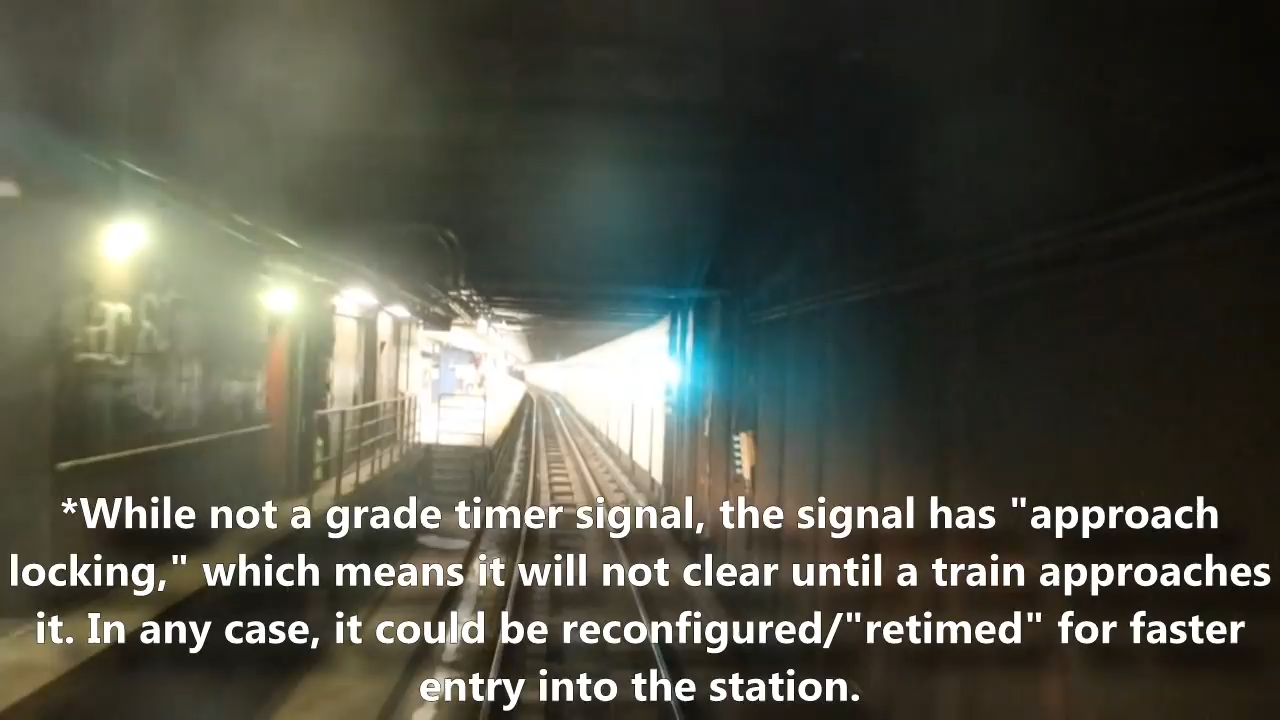 *While not a grade timer signal, the signal has "approach
locking," which means it will not clear until a train approaches
it. In any case, it could be reconfigured/"retimed" for faster
entry into the station.